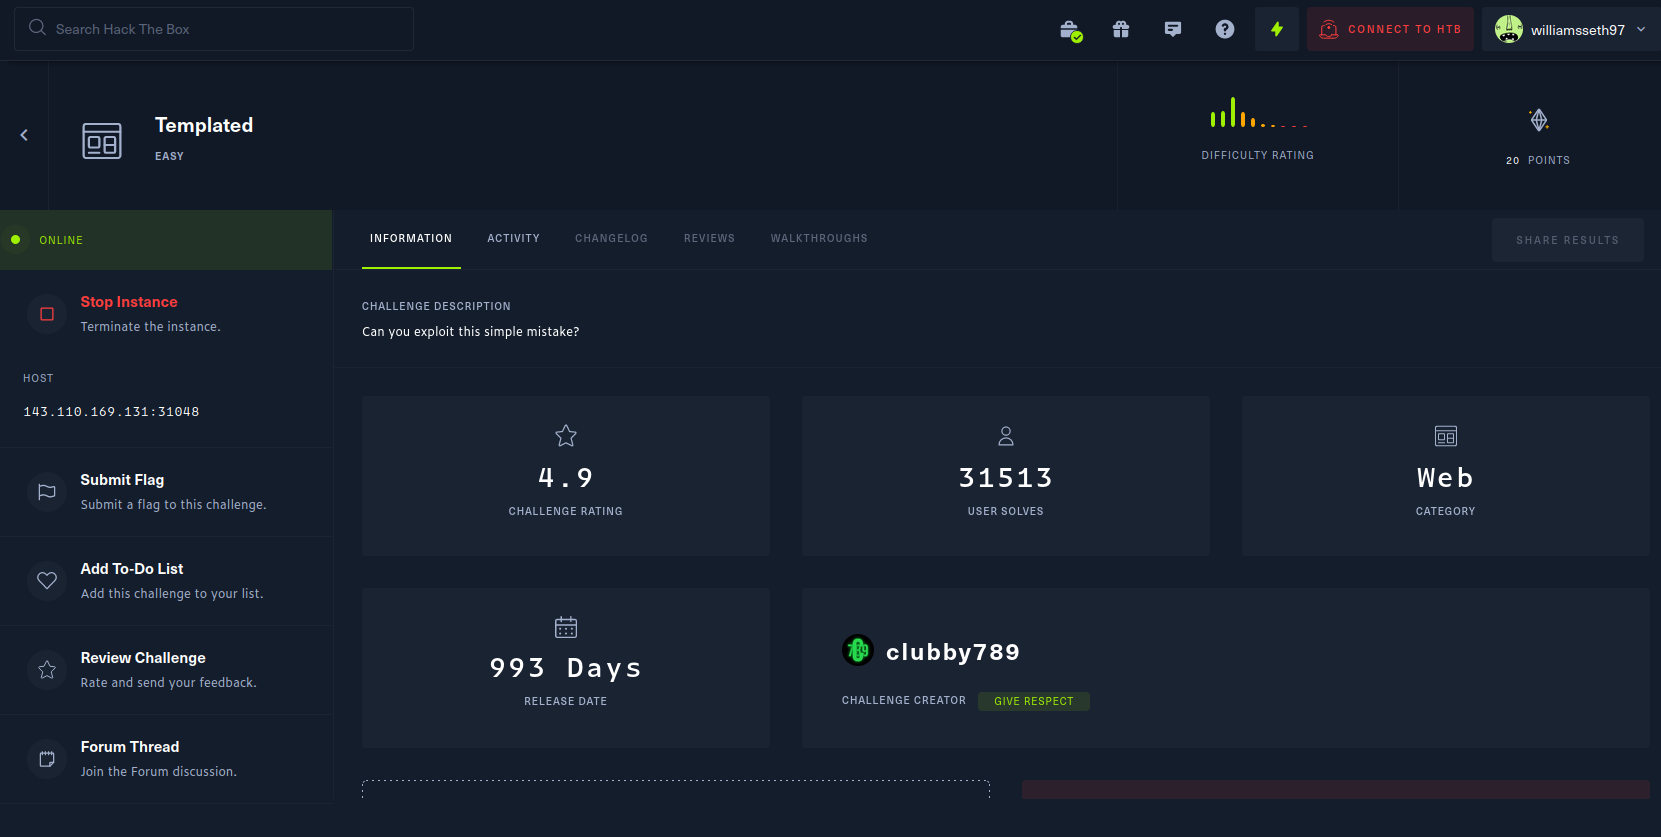 Search Hack The Box
CONNECT TO HTB
williamsseth97
Templated
EASY
DIFFICULTY RATING
20 POINTS
ONLINE
INFORMATION
ACTIVITY
CHANGELOG
REVIEWS
WALKTHROUGHS
SHARE RESULTS
Stop Instance
Terminate the instance.
HOST
143.110.169.131:31048
Submit Flag
Submit a flag to this challenge.
Add To-Do List
Add this challenge to your list.
Review Challenge
Rate and send your feedback.
Forum Thread
Join the Forum discussion.
CHALLENGE DESCRIPTION
Can you exploit this simple mistake?
4.9
CHALLENGE RATING
31513
USER SOLVES
Web
CATEGORY
993 Days
RELEASE DATE
clubby789
CHALLENGE CREATOR
GIVE RESPECT